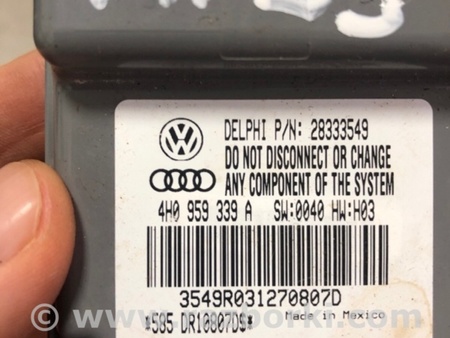 DELPHI P/N: 28333549
DO NOT DISCONNECT OR CHANGE
ANY COMPONENT OF THE SYSTEM
4H0 959 339 A SW:0040 HW:H03
3549R031270807D
Made in Mexico